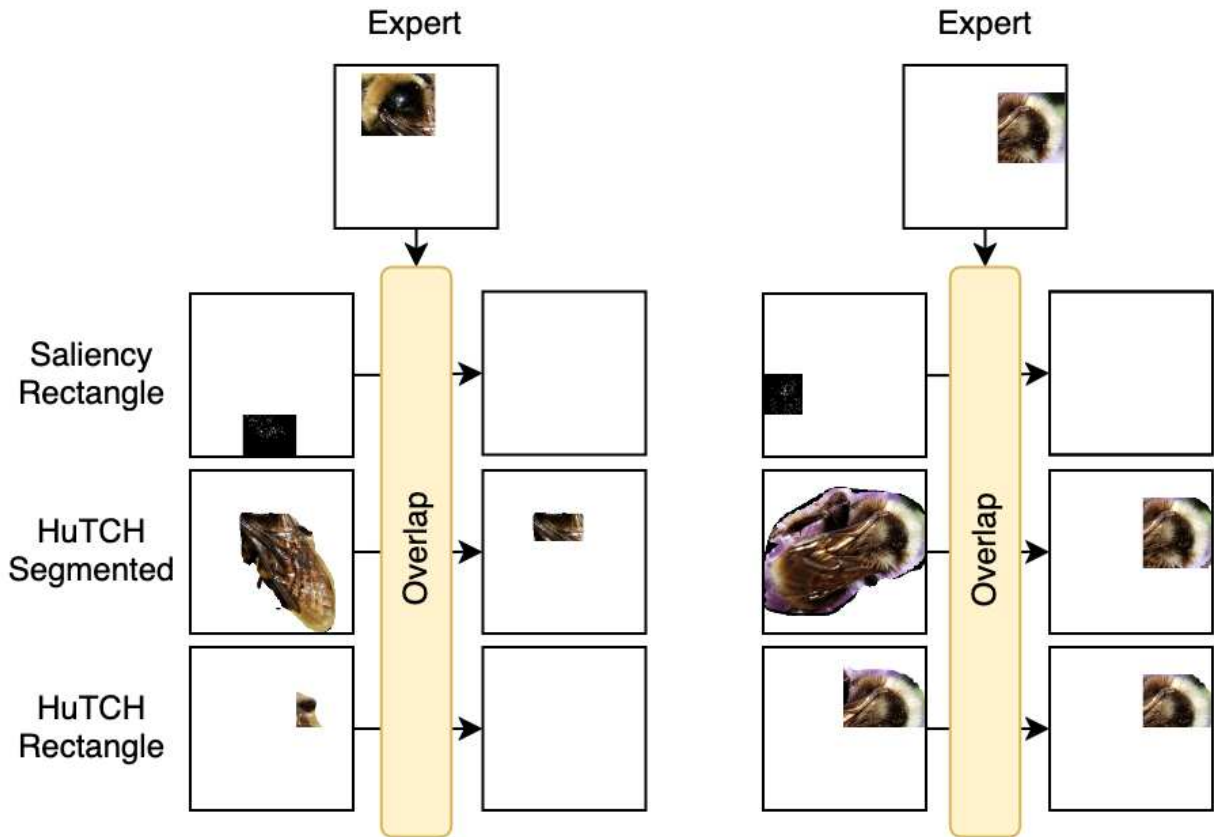 Expert
Expert
Saliency
Rectangle
HuTCH
Segmented
HuTCH
Rectangle
Overlap
Overlap